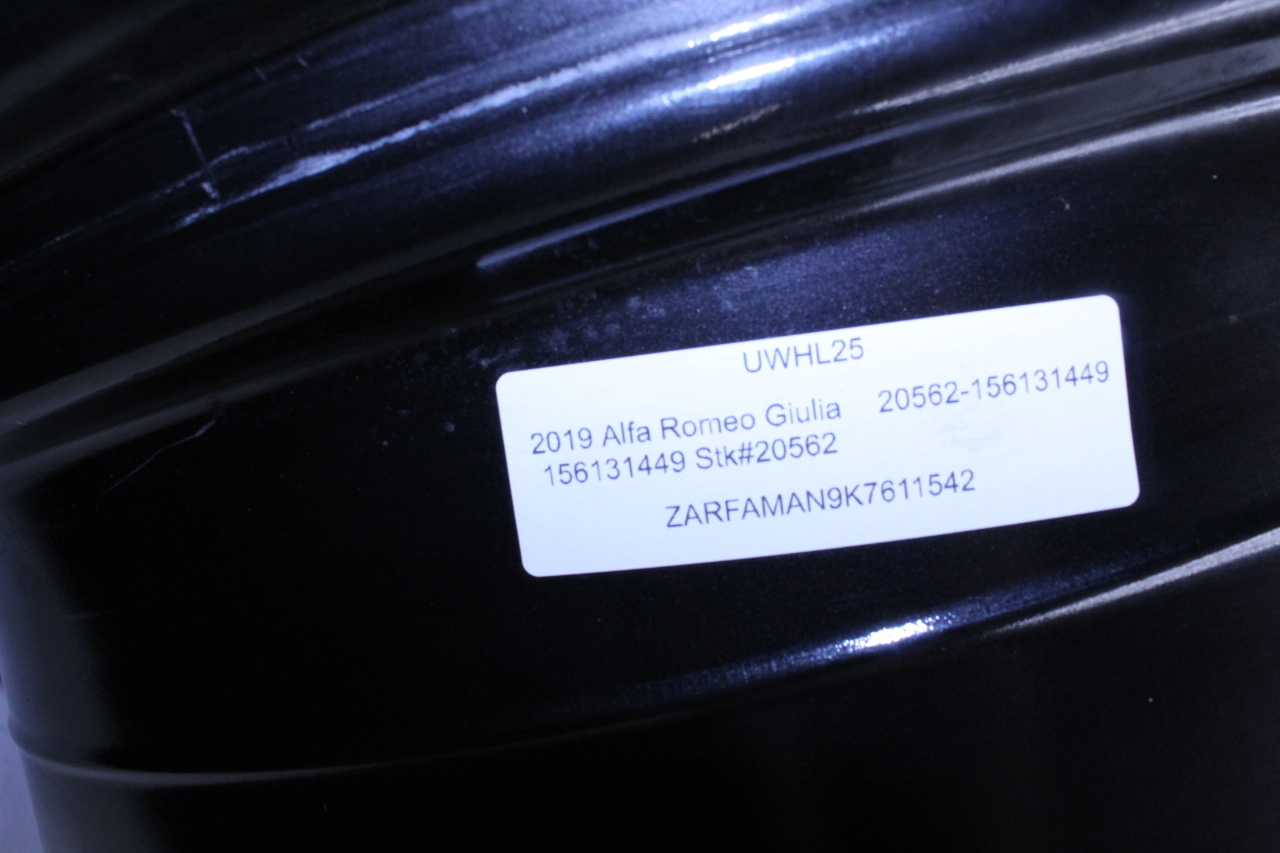 UWHL25
2019 Alfa Romeo Giulia 20562-156131449
156131449 Stk#20562
ZARFAMAN9K7611542